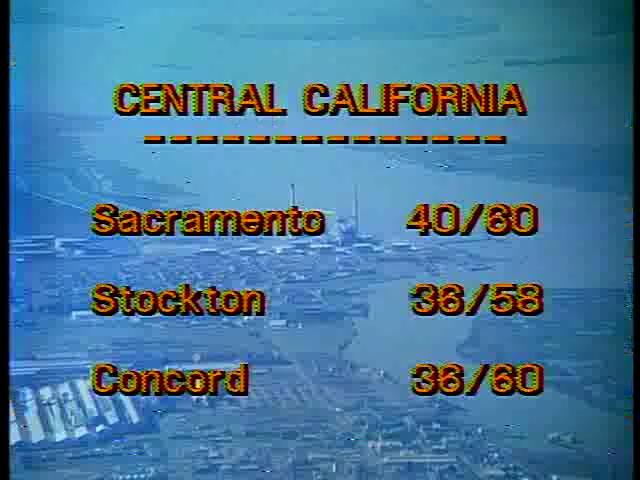 CENTRAL CALIFORNIA
--------------
Sacramento 40/60
Stockton 36/58
Concord 36/60